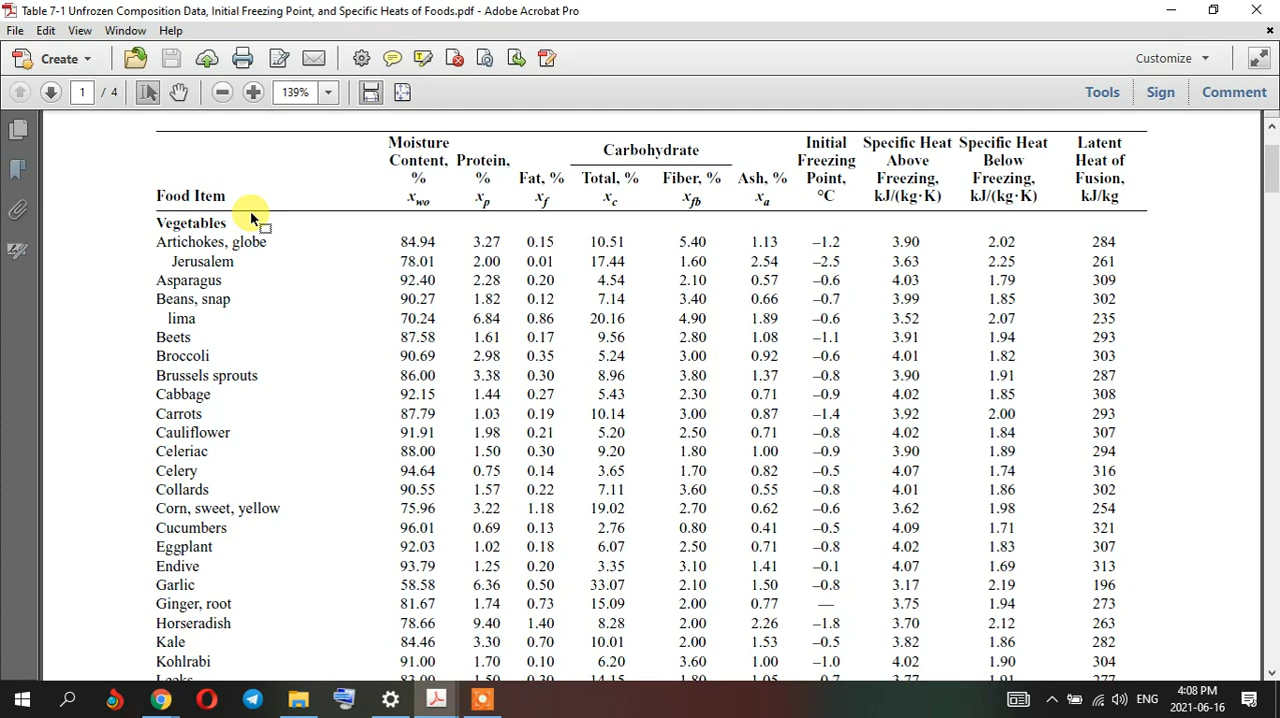 Table 7-1 Unfrozen Composition Data, Initial Freezing Point, and Specific Heats of Foods.pdf - Adobe Acrobat Pro
File Edit View Window Help
Create Customize
1 / 4 139% Tools Sign Comment
Food Item Moisture Content, % xwo Protein, % xp Fat, % xf Carbohydrate Total, % xc Fiber, % xfb Ash, % xa Initial Freezing Point, °C Specific Heat Above Freezing, kJ/(kg·K) Specific Heat Below Freezing, kJ/(kg·K) Latent Heat of Fusion, kJ/kg
Vegetables
Artichokes, globe 84.94 3.27 0.15 10.51 5.40 1.13 –1.2 3.90 2.02 284
Jerusalem 78.01 2.00 0.01 17.44 1.60 2.54 –2.5 3.63 2.25 261
Asparagus 92.40 2.28 0.20 4.54 2.10 0.57 –0.6 4.03 1.79 309
Beans, snap 90.27 1.82 0.12 7.14 3.40 0.66 –0.7 3.99 1.85 302
lima 70.24 6.84 0.86 20.16 4.90 1.89 –0.6 3.52 2.07 235
Beets 87.58 1.61 0.17 9.56 2.80 1.08 –1.1 3.91 1.94 293
Broccoli 90.69 2.98 0.35 5.24 3.00 0.92 –0.6 4.01 1.82 303
Brussels sprouts 86.00 3.38 0.30 8.96 3.80 1.37 –0.8 3.90 1.91 287
Cabbage 92.15 1.44 0.27 5.43 2.30 0.71 –0.9 4.02 1.85 308
Carrots 87.79 1.03 0.19 10.14 3.00 0.87 –1.4 3.92 2.00 293
Cauliflower 91.91 1.98 0.21 5.20 2.50 0.71 –0.8 4.02 1.84 307
Celeriac 88.00 1.50 0.30 9.20 1.80 1.00 –0.9 3.90 1.89 294
Celery 94.64 0.75 0.14 3.65 1.70 0.82 –0.5 4.07 1.74 316
Collards 90.55 1.57 0.22 7.11 3.60 0.55 –0.8 4.01 1.86 302
Corn, sweet, yellow 75.96 3.22 1.18 19.02 2.70 0.62 –0.6 3.62 1.98 254
Cucumbers 96.01 0.69 0.13 2.76 0.80 0.41 –0.5 4.09 1.71 321
Eggplant 92.03 1.02 0.18 6.07 2.50 0.71 –0.8 4.02 1.83 307
Endive 93.79 1.25 0.20 3.35 3.10 1.41 –0.1 4.07 1.69 313
Garlic 58.58 6.36 0.50 33.07 2.10 1.50 –0.8 3.17 2.19 196
Ginger, root 81.67 1.74 0.73 15.09 2.00 0.77 — 3.75 1.94 273
Horseradish 78.66 9.40 1.40 8.28 2.00 2.26 –1.8 3.70 2.12 263
Kale 84.46 3.30 0.70 10.01 2.00 1.53 –0.5 3.82 1.86 282
Kohlrabi 91.00 1.70 0.10 6.20 3.60 1.00 –1.0 4.02 1.90 304
Leeks 83.00 1.50 0.30 14.15 1.80 1.05 –0.7 3.77 1.91 277
ENG 4:08 PM
2021-06-16